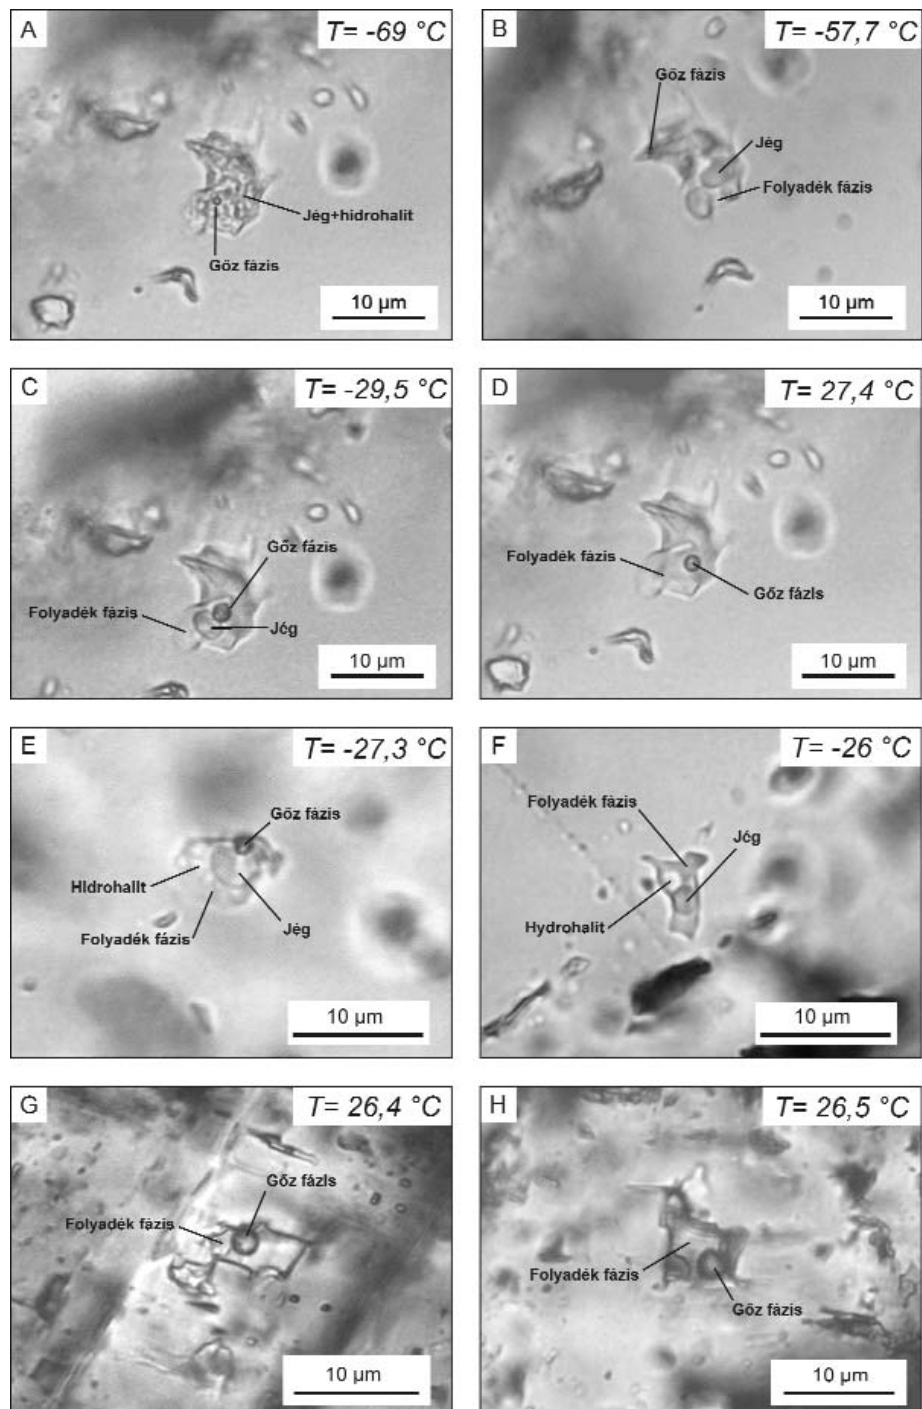 A
T= -69 °C
Jég+hidrohalit
Gőz fázis
10 µm
B
T= -57,7 °C
Gőz fázis
Jég
Folyadék fázis
10 µm
C
T= -29,5 °C
Gőz fázis
Folyadék fázis
Jég
10 µm
D
T= 27,4 °C
Folyadék fázis
Gőz fázis
10 µm
E
T= -27,3 °C
Gőz fázis
Hidrohalit
Folyadék fázis
Jég
10 µm
F
T= -26 °C
Folyadék fázis
Jég
Hydrohalit
10 µm
G
T= 26,4 °C
Gőz fázis
Folyadék fázis
10 µm
H
T= 26,5 °C
Folyadék fázis
Gőz fázis
10 µm